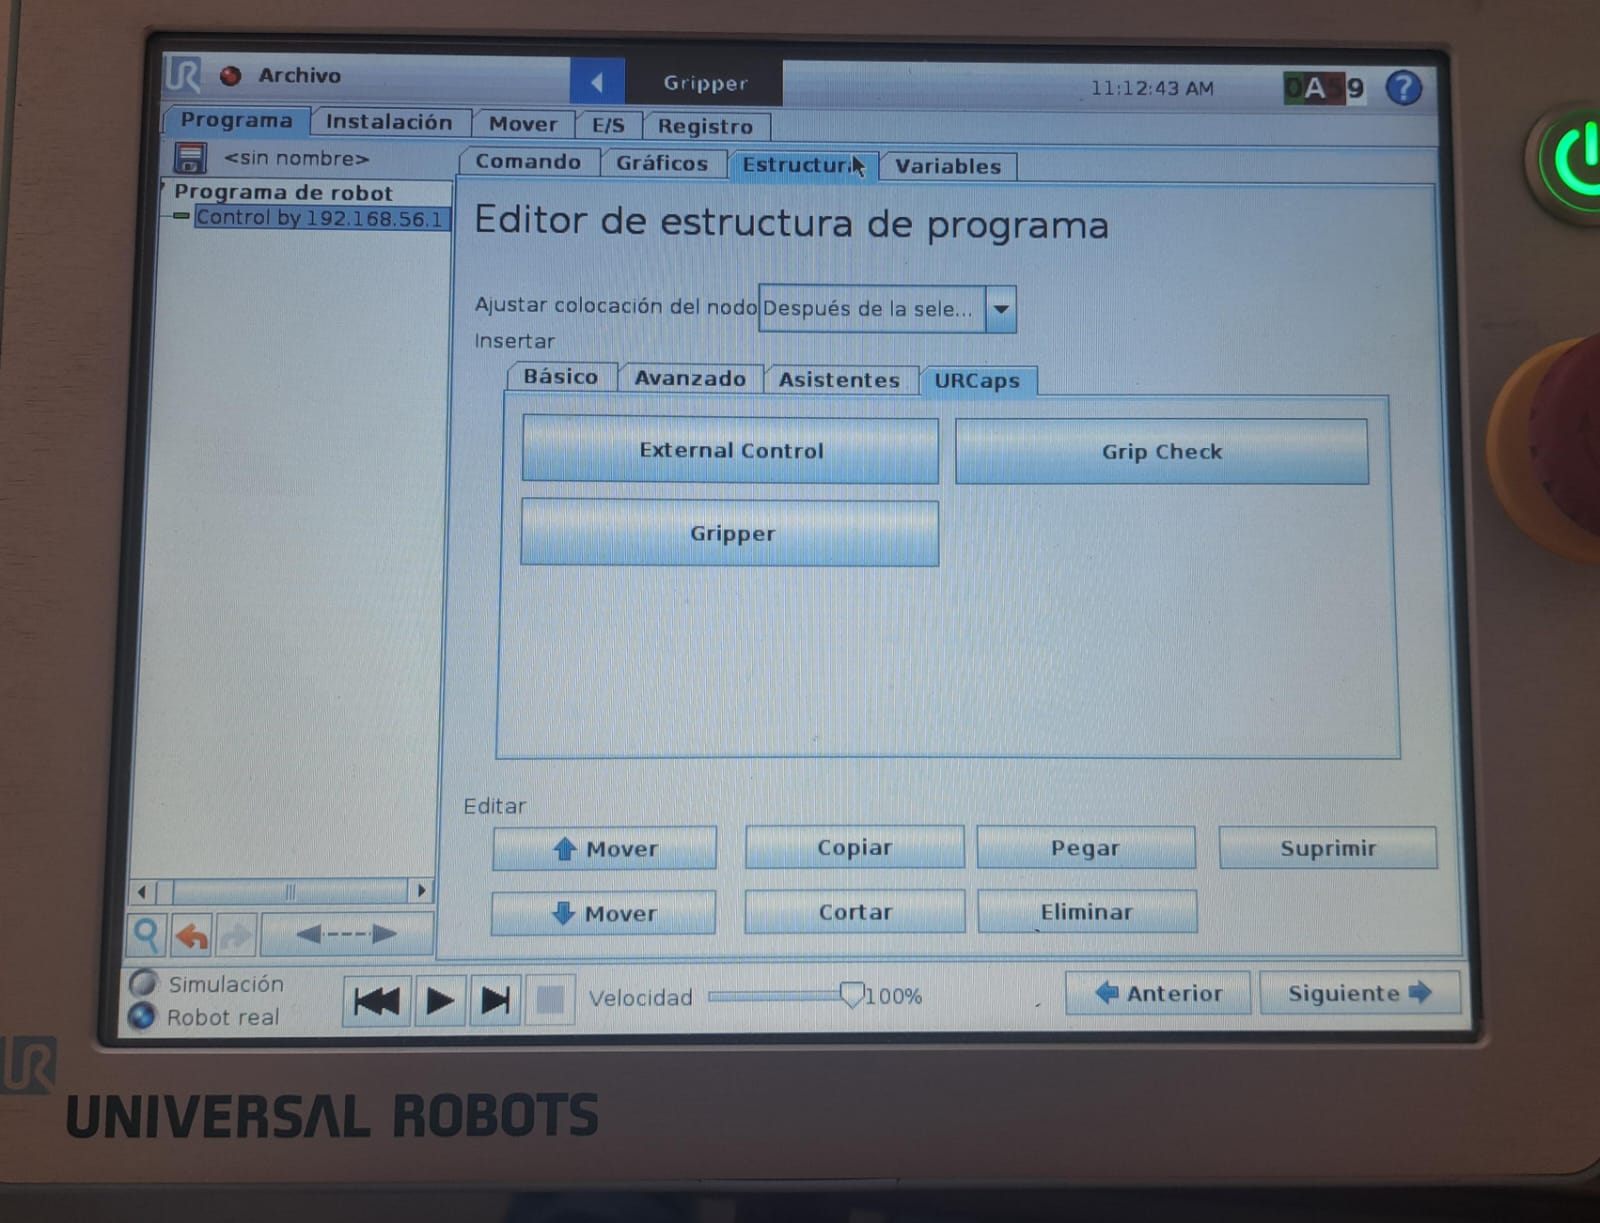 UR Archivo Gripper 11:12:43 AM 0A59 ?
Programa Instalación Mover E/S Registro
<sin nombre> Comando Gráficos Estructura Variables
Programa de robot
Control by 192.168.56.1
Editor de estructura de programa
Ajustar colocación del nodo Después de la sele...
Insertar
Básico Avanzado Asistentes URCaps
External Control Grip Check
Gripper
Editar
Mover Copiar Pegar Suprimir
Mover Cortar Eliminar
Simulación
Robot real
Velocidad 100% Anterior Siguiente
UR
UNIVERSAL ROBOTS